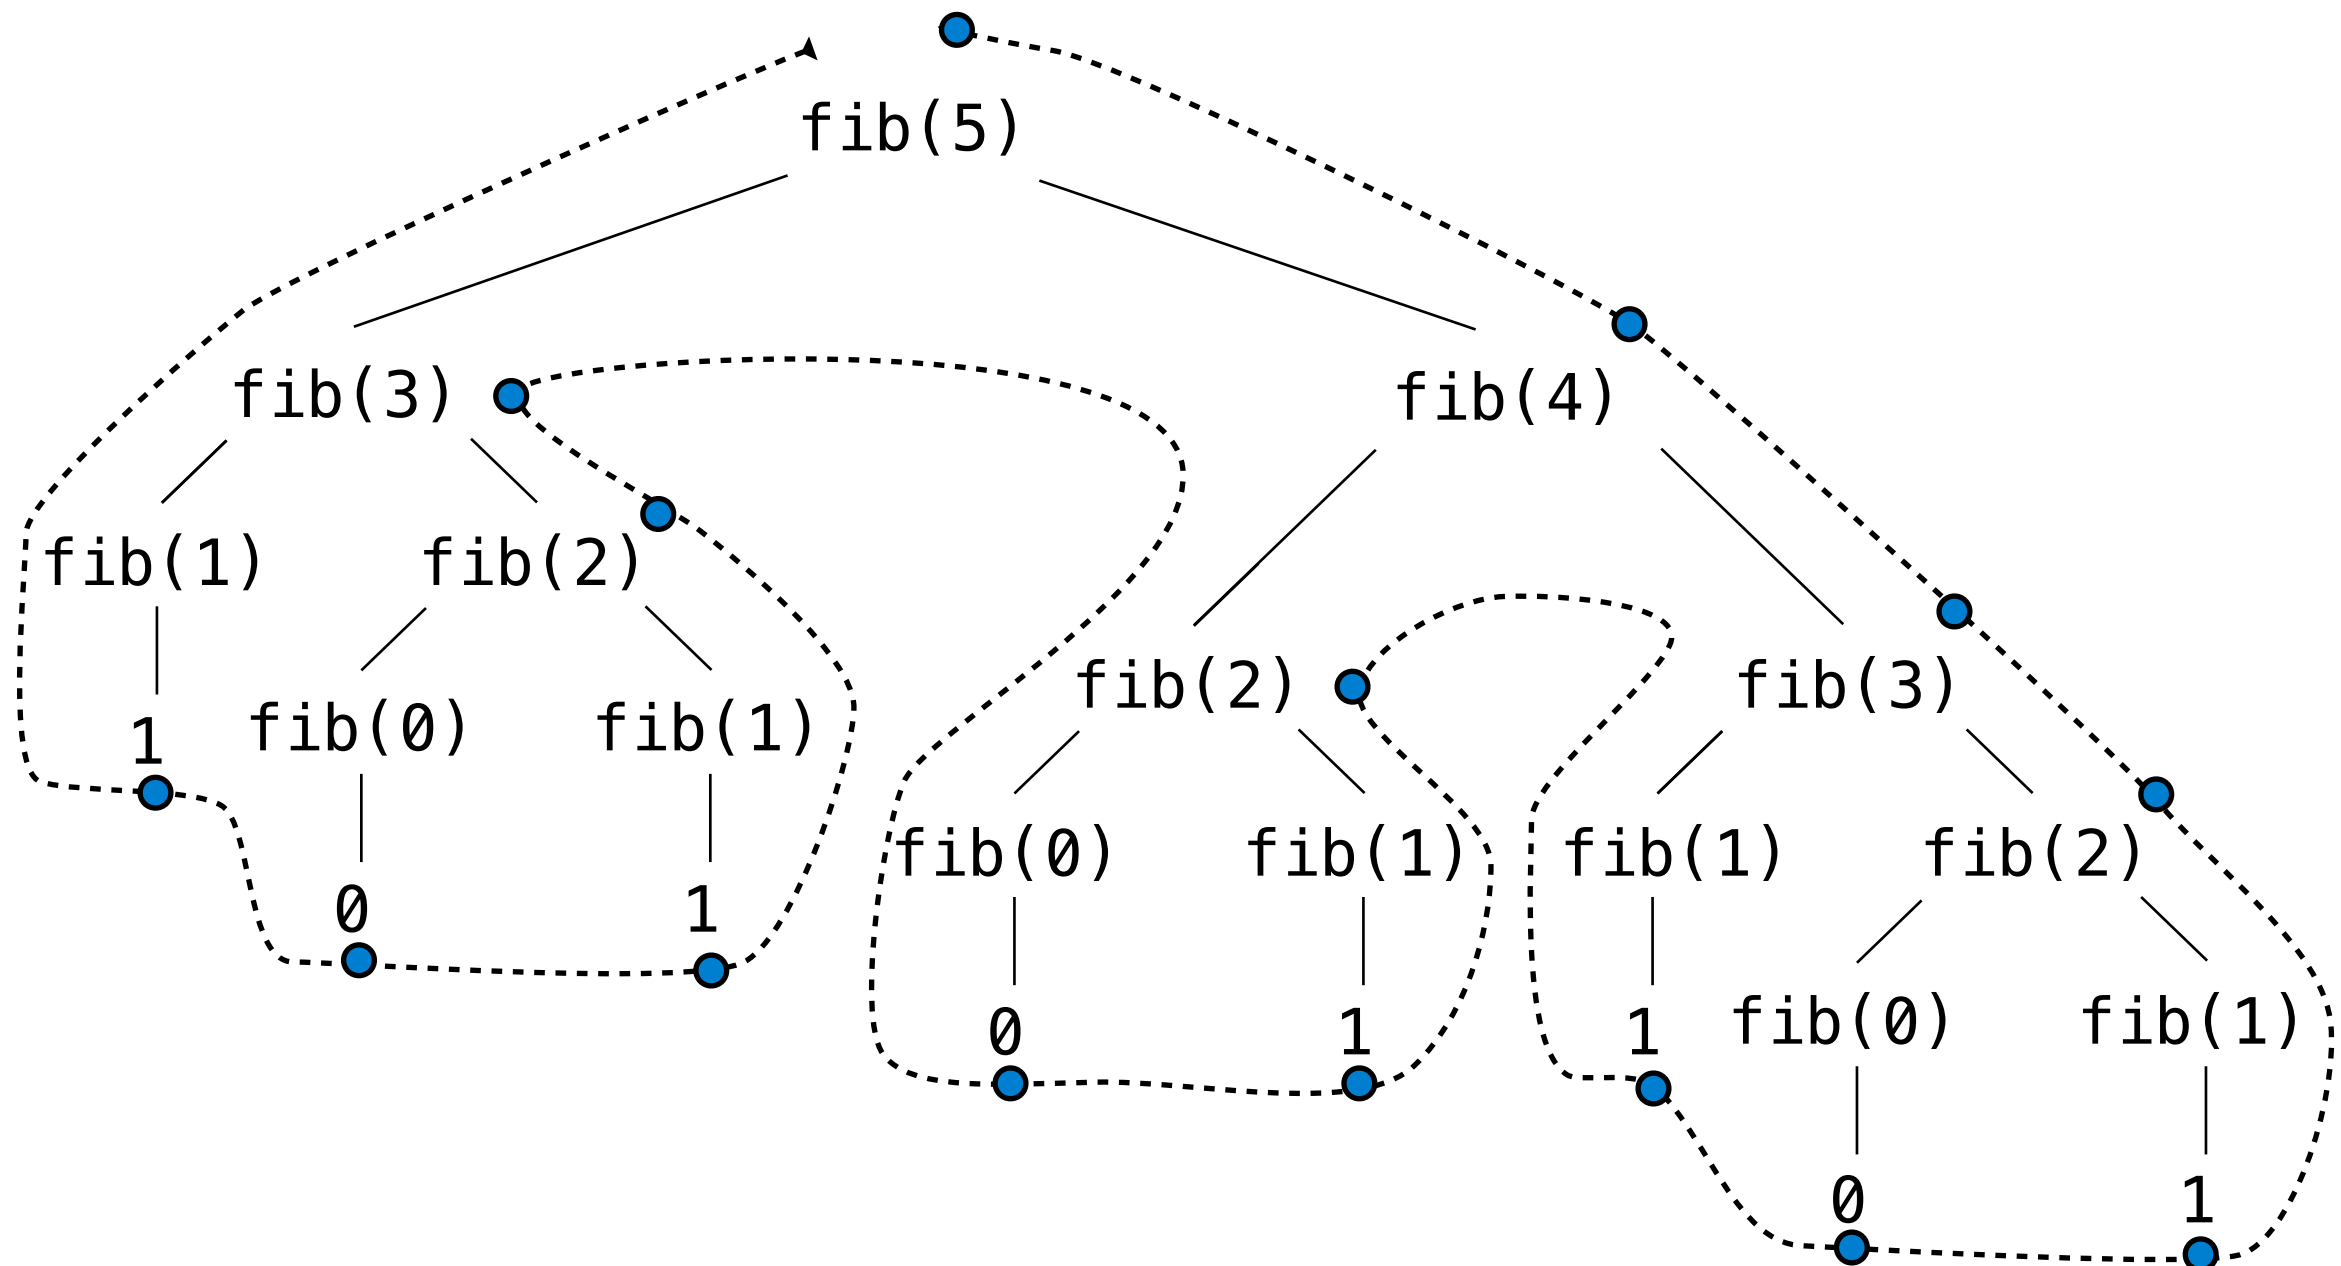 fib(5)
fib(3) fib(4)
fib(1) fib(2)
fib(2) fib(3)
1 fib(0) fib(1)
fib(0) fib(1) fib(1) fib(2)
0 1
0 1 1 fib(0) fib(1)
0 1